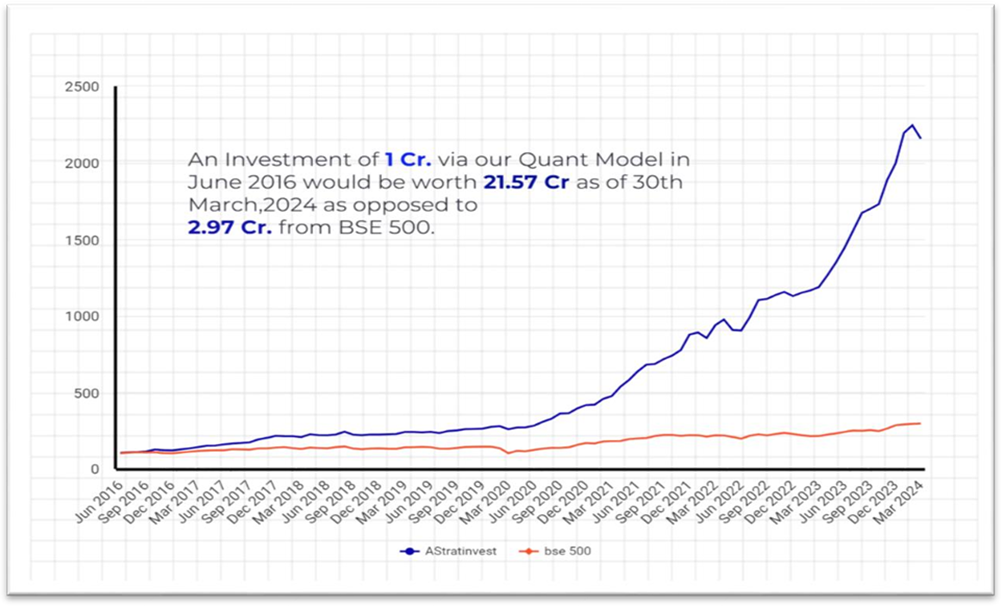 2500
2000
1500
1000
500
0
An Investment of 1 Cr. via our Quant Model in
June 2016 would be worth 21.57 Cr as of 30th
March,2024 as opposed to
2.97 Cr. from BSE 500.
Jun 2016
Sep 2016
Dec 2016
Mar 2017
Jun 2017
Sep 2017
Dec 2017
Mar 2018
Jun 2018
Sep 2018
Dec 2018
Mar 2019
Jun 2019
Sep 2019
Dec 2019
Mar 2020
Jun 2020
Sep 2020
Dec 2020
Mar 2021
Jun 2021
Sep 2021
Dec 2021
Mar 2022
Jun 2022
Sep 2022
Dec 2022
Mar 2023
Jun 2023
Sep 2023
Dec 2023
Mar 2024
AStratinvest
bse 500